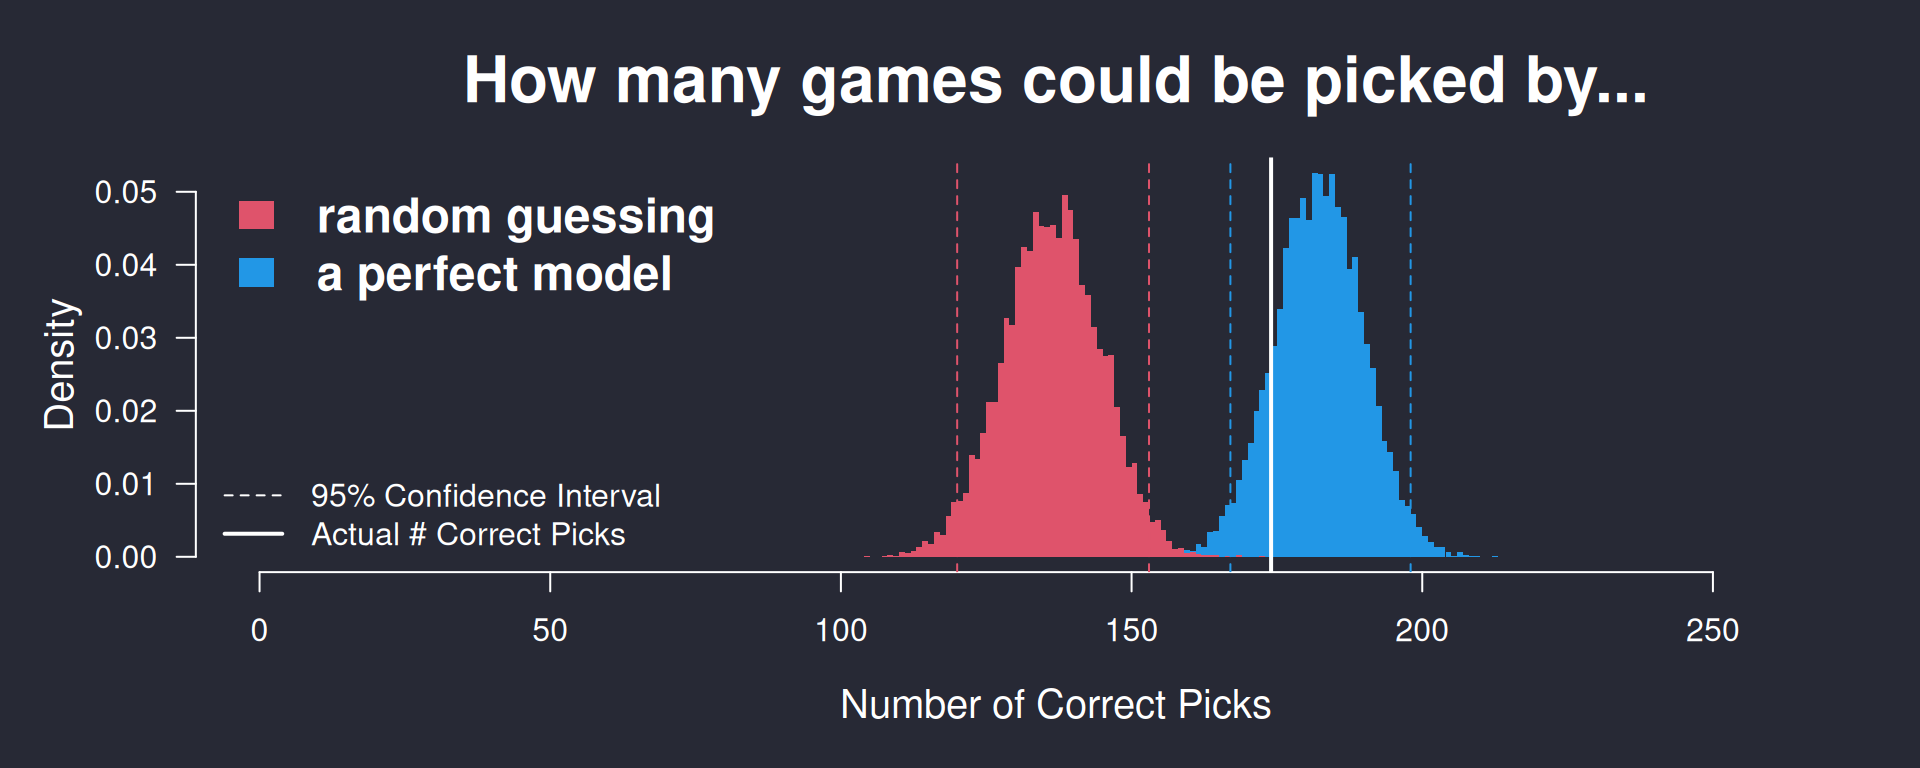 How many games could be picked by...
random guessing
a perfect model
95% Confidence Interval
Actual # Correct Picks
Density
0.05
0.04
0.03
0.02
0.01
0.00
0 50 100 150 200 250
Number of Correct Picks